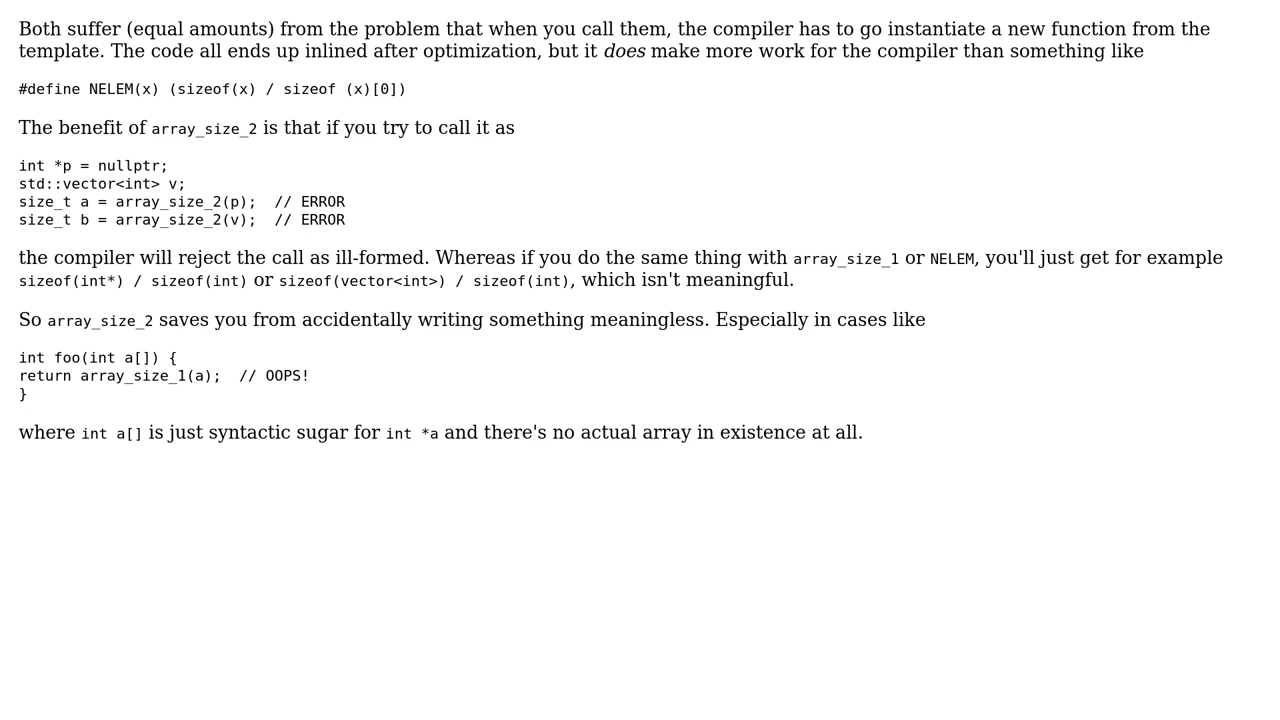 Both suffer (equal amounts) from the problem that when you call them, the compiler has to go instantiate a new function from the
template. The code all ends up inlined after optimization, but it does make more work for the compiler than something like
#define NELEM(x) (sizeof(x) / sizeof (x)[0])
The benefit of array_size_2 is that if you try to call it as
int *p = nullptr;
std::vector<int> v;
size_t a = array_size_2(p);  // ERROR
size_t b = array_size_2(v);  // ERROR
the compiler will reject the call as ill-formed. Whereas if you do the same thing with array_size_1 or NELEM, you'll just get for example
sizeof(int*) / sizeof(int) or sizeof(vector<int>) / sizeof(int), which isn't meaningful.
So array_size_2 saves you from accidentally writing something meaningless. Especially in cases like
int foo(int a[]) {
return array_size_1(a);  // OOPS!
}
where int a[] is just syntactic sugar for int *a and there's no actual array in existence at all.